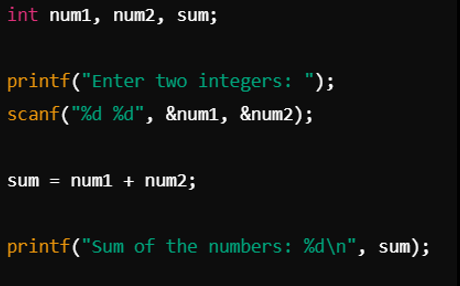 int num1, num2, sum;
printf("Enter two integers: ");
scanf("%d %d", &num1, &num2);
sum = num1 + num2;
printf("Sum of the numbers: %d\n", sum);